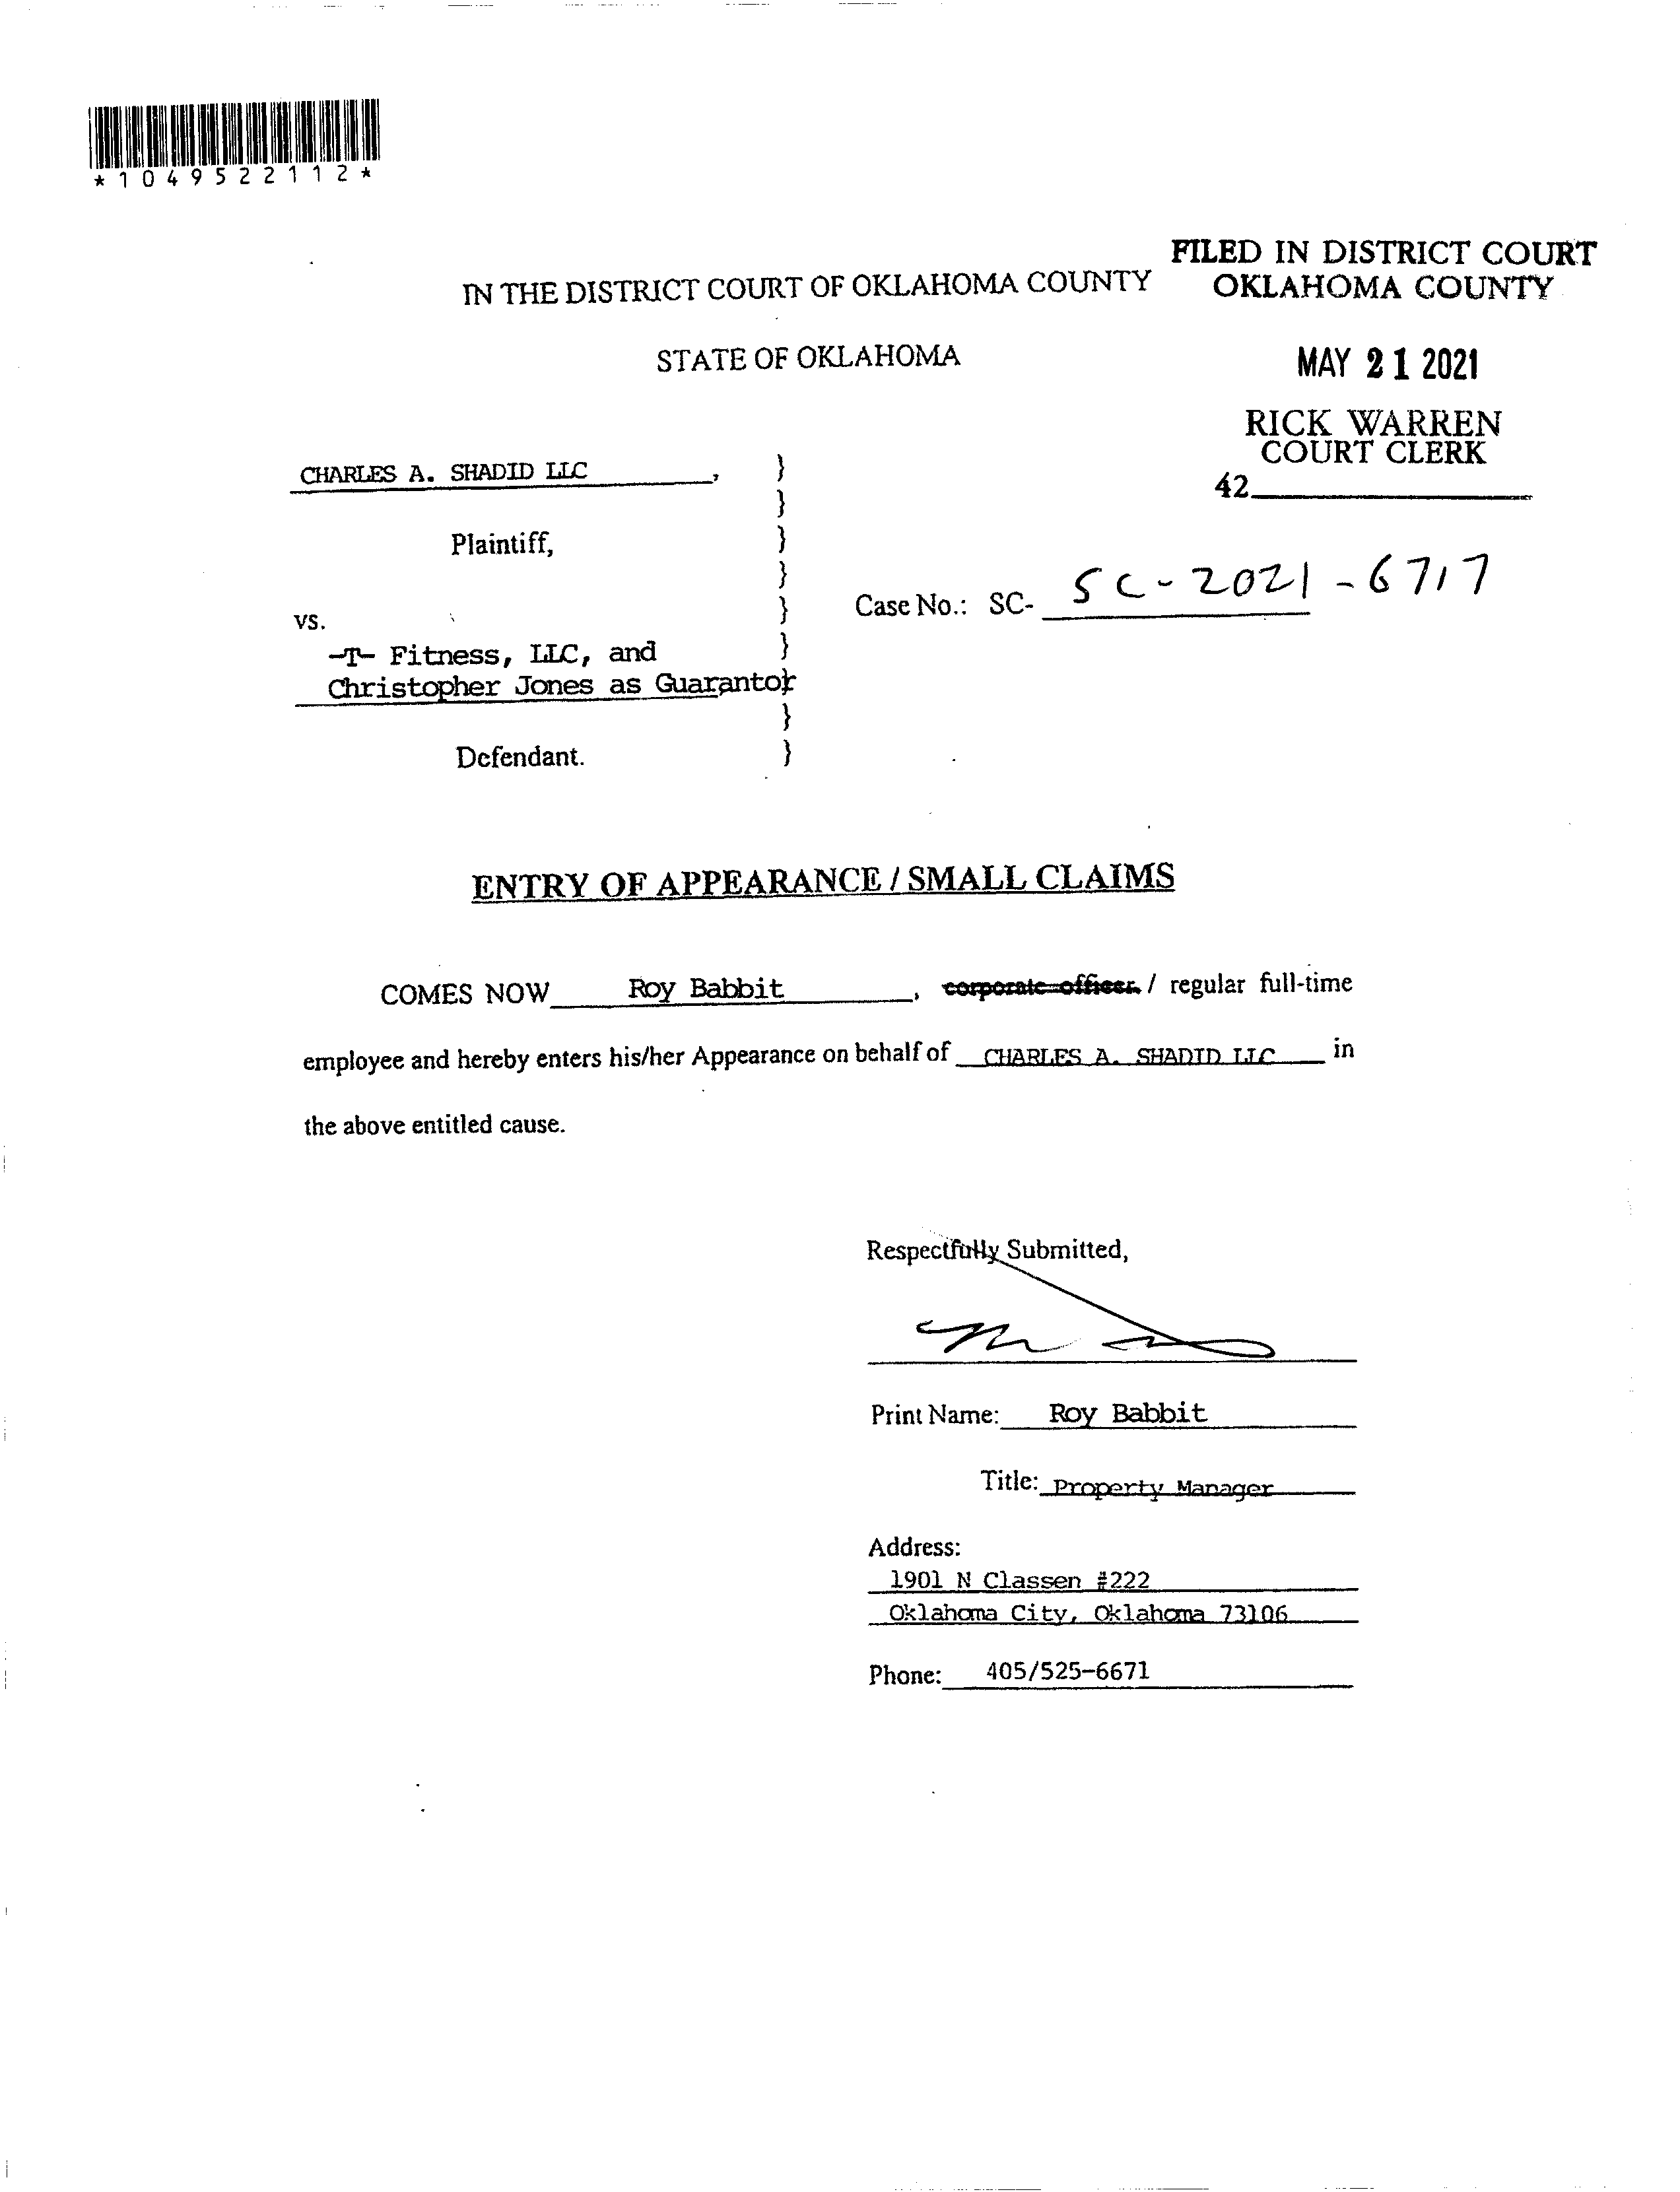 *1049522112*
FILED IN DISTRICT COURT
OKLAHOMA COUNTY
IN THE DISTRICT COURT OF OKLAHOMA COUNTY
STATE OF OKLAHOMA
MAY 21 2021
RICK WARREN
COURT CLERK
42
CHARLES A. SHADID LLC , }
}
Plaintiff, }
}
vs. }
Case No.: SC- SC-2021-6717
-T- Fitness, LLC, and }
Christopher Jones as Guarantor }
}
Defendant. }
ENTRY OF APPEARANCE / SMALL CLAIMS
COMES NOW Roy Babbit , corporate officer / regular full-time
employee and hereby enters his/her Appearance on behalf of CHARLES A. SHADID LLC in
the above entitled cause.
Respectfully Submitted,
Print Name: Roy Babbit
Title: Property Manager
Address:
1901 N Classen #222
Oklahoma City, Oklahoma 73106
Phone: 405/525-6671